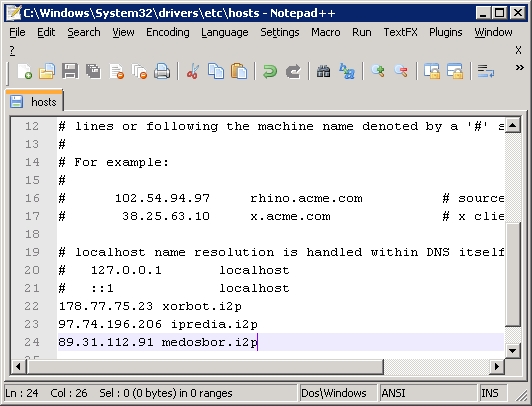 C:\Windows\System32\drivers\etc\hosts - Notepad++
File Edit Search View Encoding Language Settings Macro Run TextFX Plugins Window
? X
hosts
12 # lines or following the machine name denoted by a '#' s
13 #
14 # For example:
15 #
16 # 102.54.94.97 rhino.acme.com # source
17 # 38.25.63.10 x.acme.com # x clie
18
19 # localhost name resolution is handled within DNS itself
20 # 127.0.0.1 localhost
21 # ::1 localhost
22 178.77.75.23 xorbot.i2p
23 97.74.196.206 ipredia.i2p
24 89.31.112.91 medosbor.i2p
25
Ln : 24 Col : 26 Sel : 0 (0 bytes) in 0 ranges Dos\Windows ANSI INS